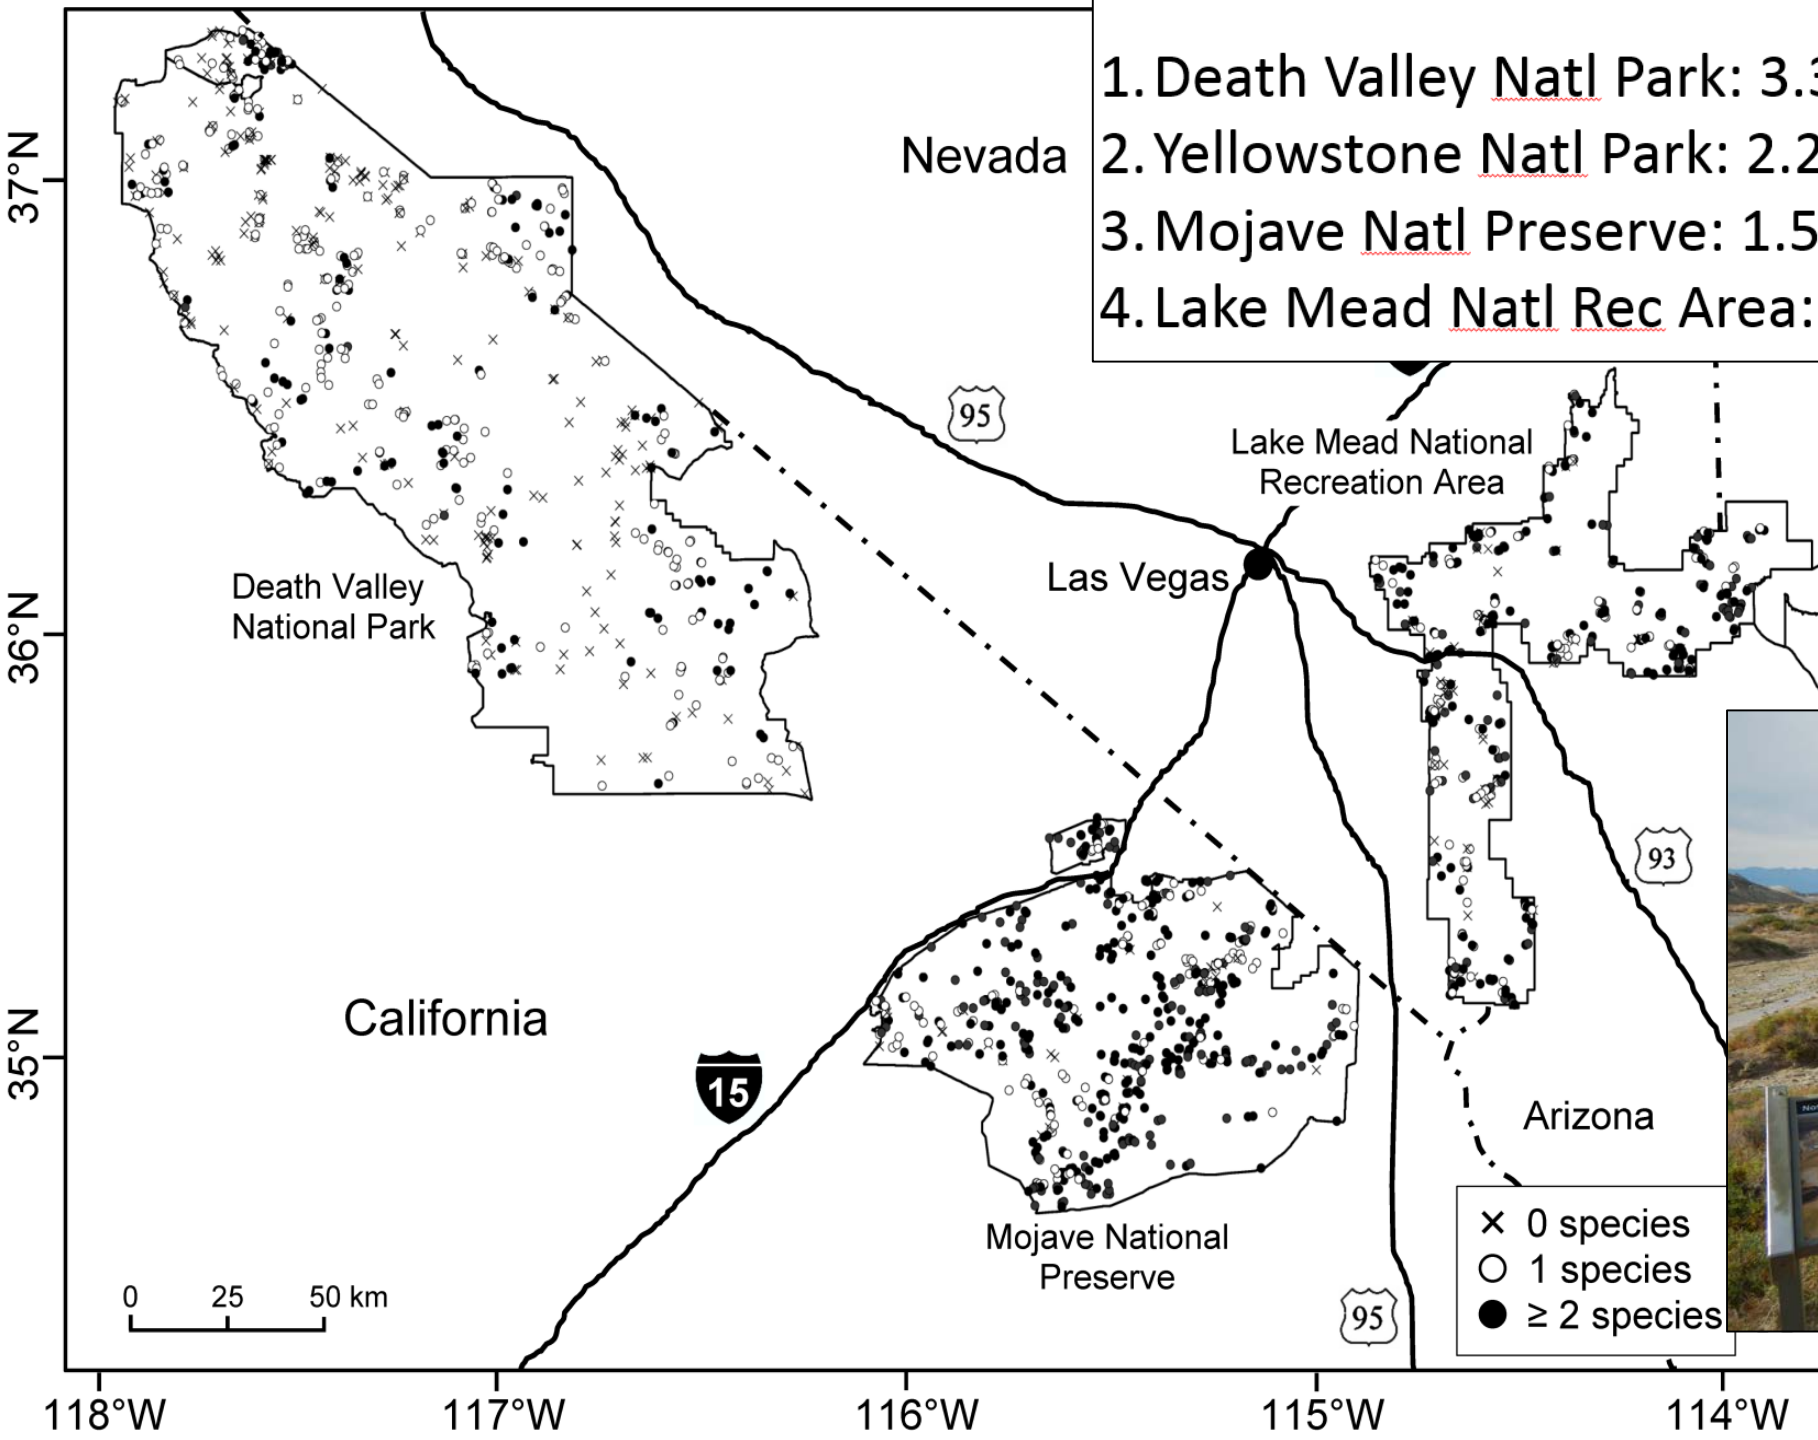 1. Death Valley Natl Park: 3.3
2. Yellowstone Natl Park: 2.2
3. Mojave Natl Preserve: 1.5
4. Lake Mead Natl Rec Area:
Nevada
37°N
95
Lake Mead National
Recreation Area
Las Vegas
Death Valley
National Park
36°N
93
California
35°N
15
Arizona
Mojave National
Preserve
× 0 species
○ 1 species
● ≥ 2 species
0 25 50 km
95
118°W 117°W 116°W 115°W 114°W